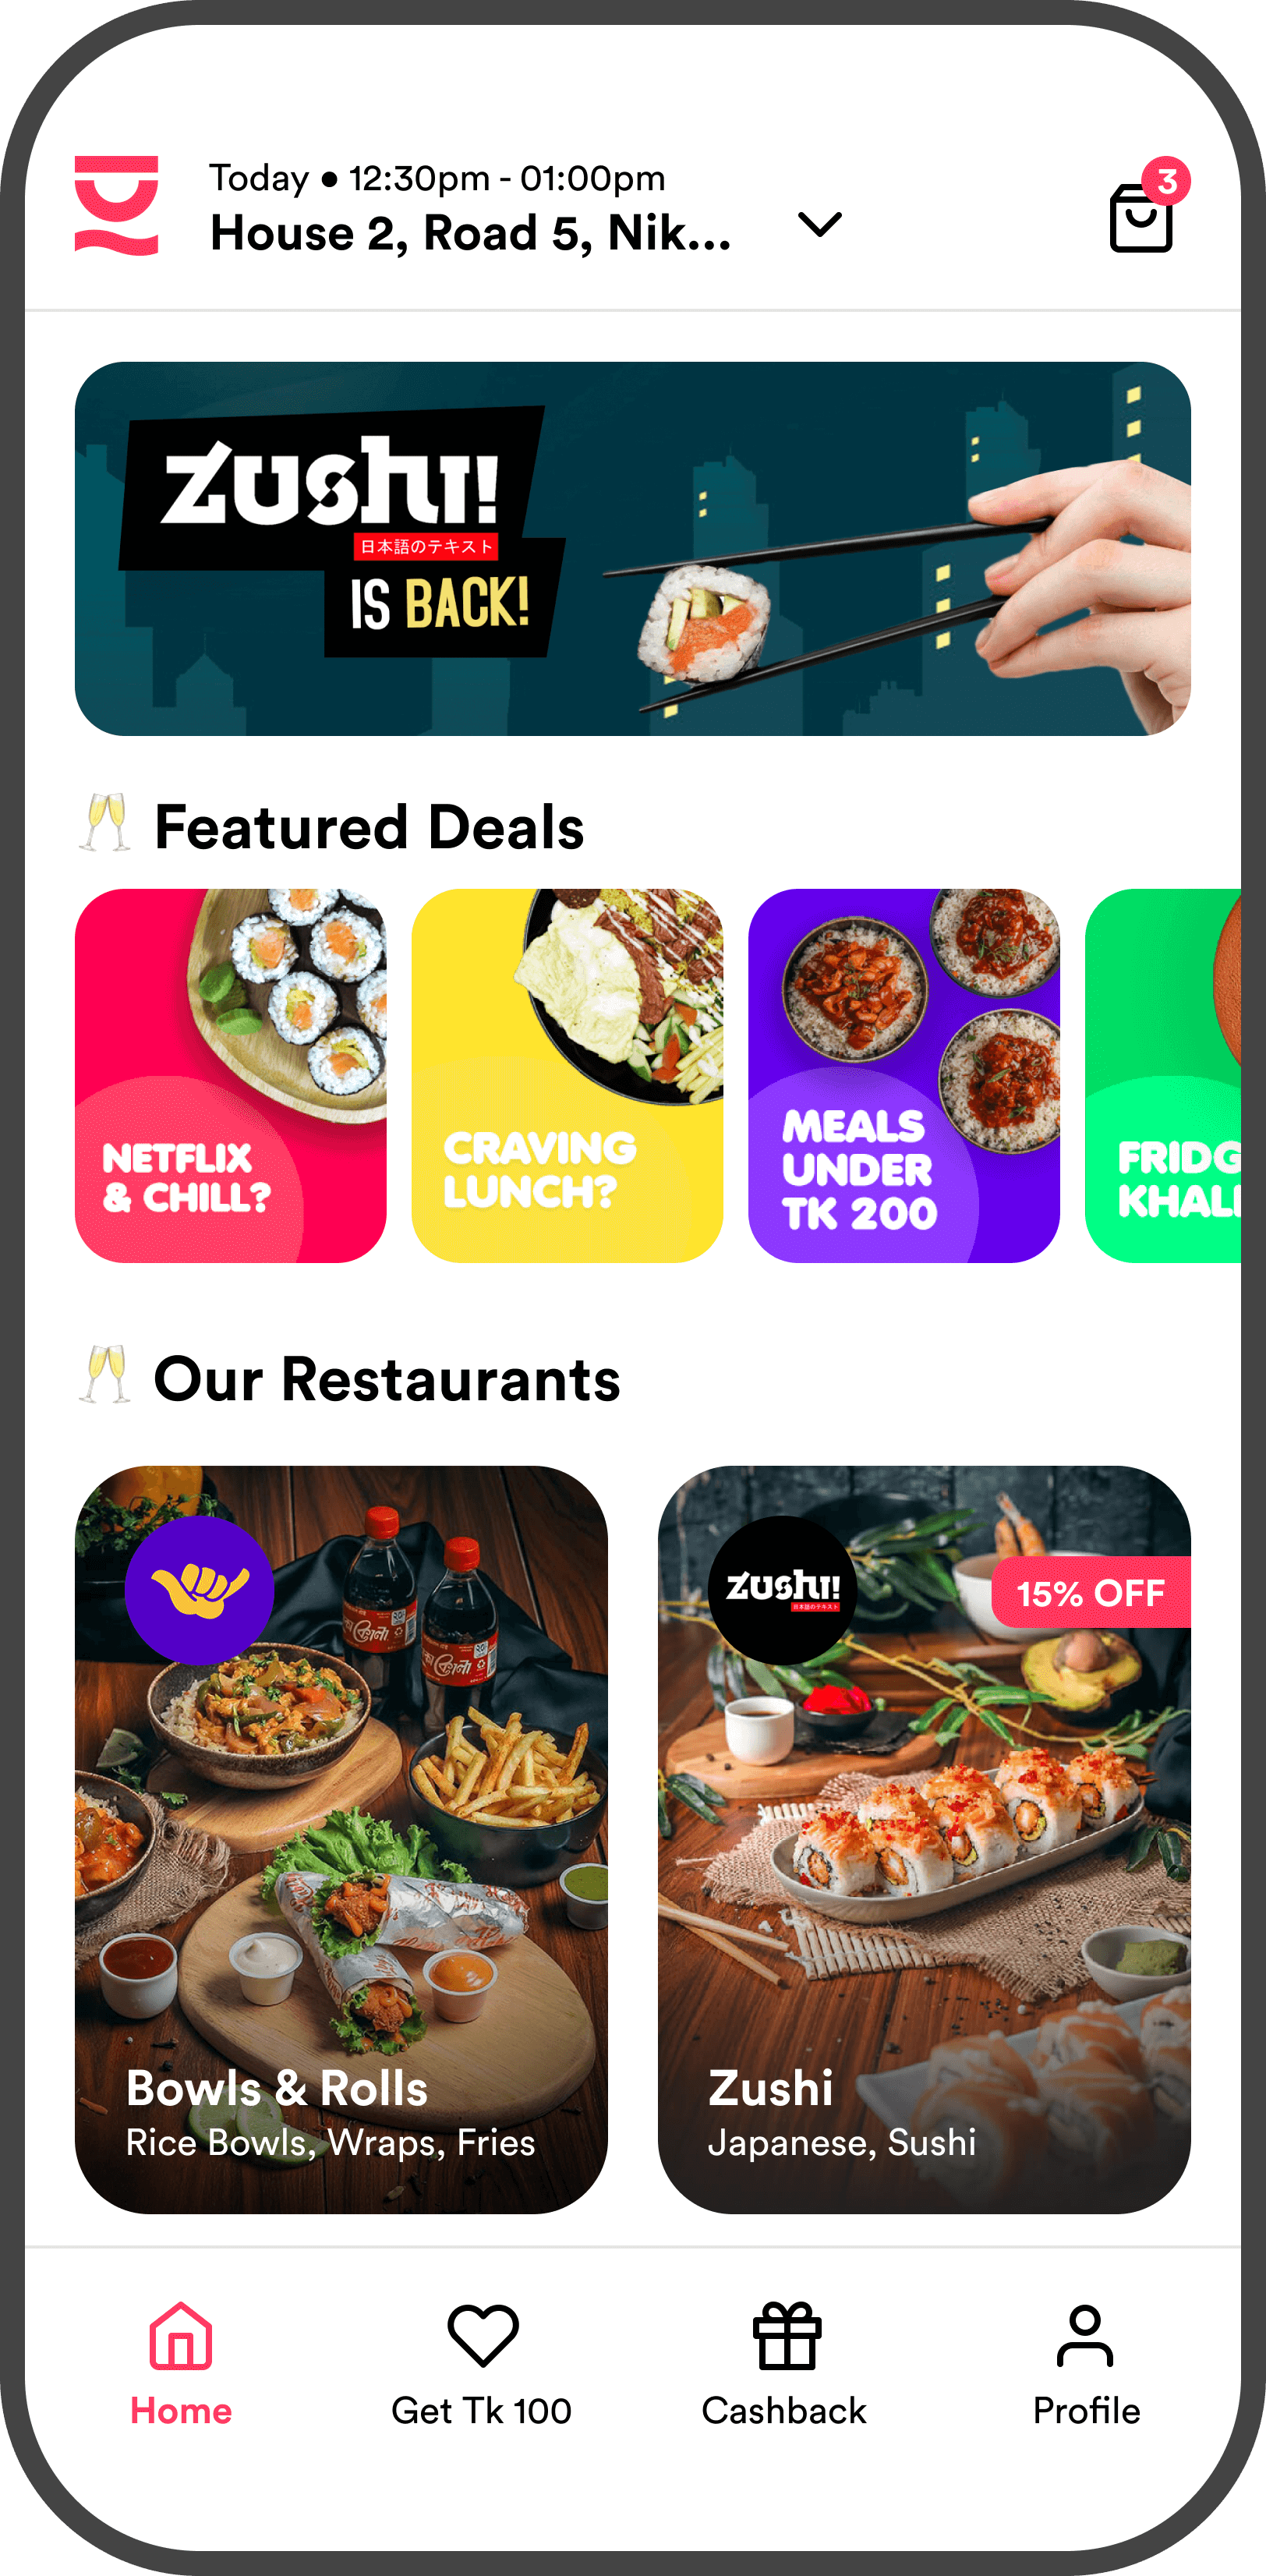 Today • 12:30pm - 01:00pm
House 2, Road 5, Nik...
3
zushi!
日本語のテキスト
IS BACK!
Featured Deals
NETFLIX
& CHILL?
CRAVING
LUNCH?
MEALS
UNDER
TK 200
FRIDG
KHALI
Our Restaurants
zushi!
日本語のテキスト
15% OFF
Bowls & Rolls
Rice Bowls, Wraps, Fries
Zushi
Japanese, Sushi
Home
Get Tk 100
Cashback
Profile